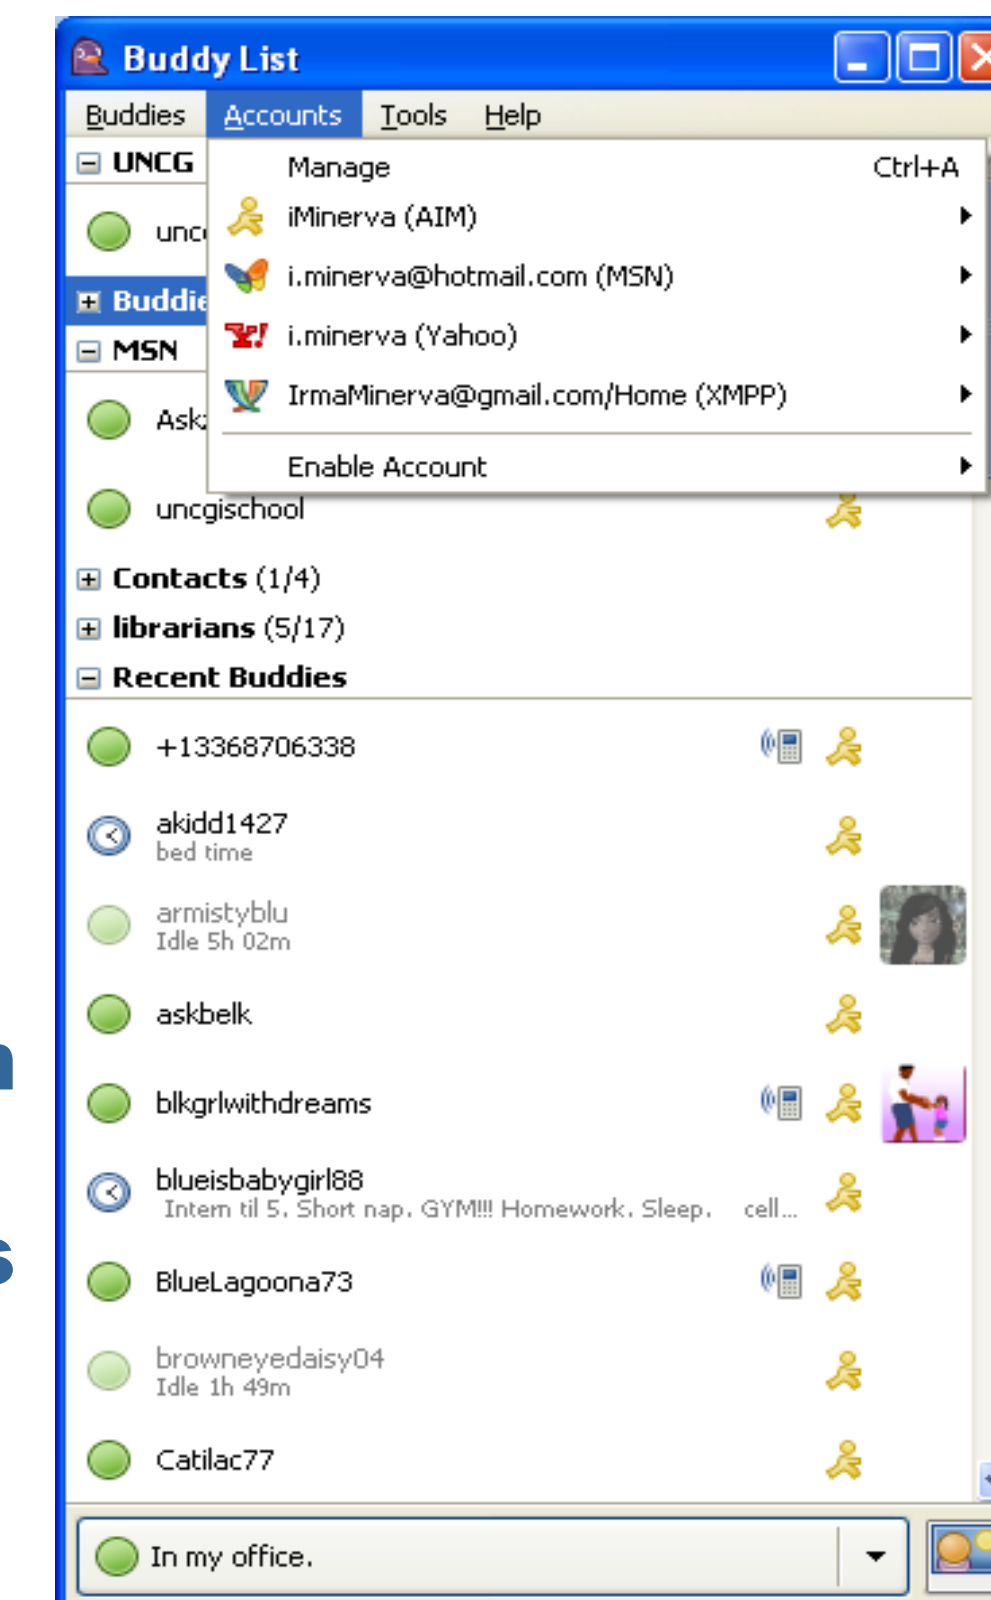 Buddy List
Buddies Accounts Tools Help
UNCG
Manage Ctrl+A
iMinerva (AIM)
i.minerva@hotmail.com (MSN)
i.minerva (Yahoo)
MSN
IrmaMinerva@gmail.com/Home (XMPP)
Enable Account
uncgischool
Contacts (1/4)
librarians (5/17)
Recent Buddies
+13368706338
akidd1427
bed time
armistyblu
Idle 5h 02m
askbelk
blkgrlwithdreams
blueisbabygirl88
Intern til 5. Short nap. GYM!!! Homework. Sleep. cell...
BlueLagoona73
browneyedaisy04
Idle 1h 49m
Catilac77
In my office.